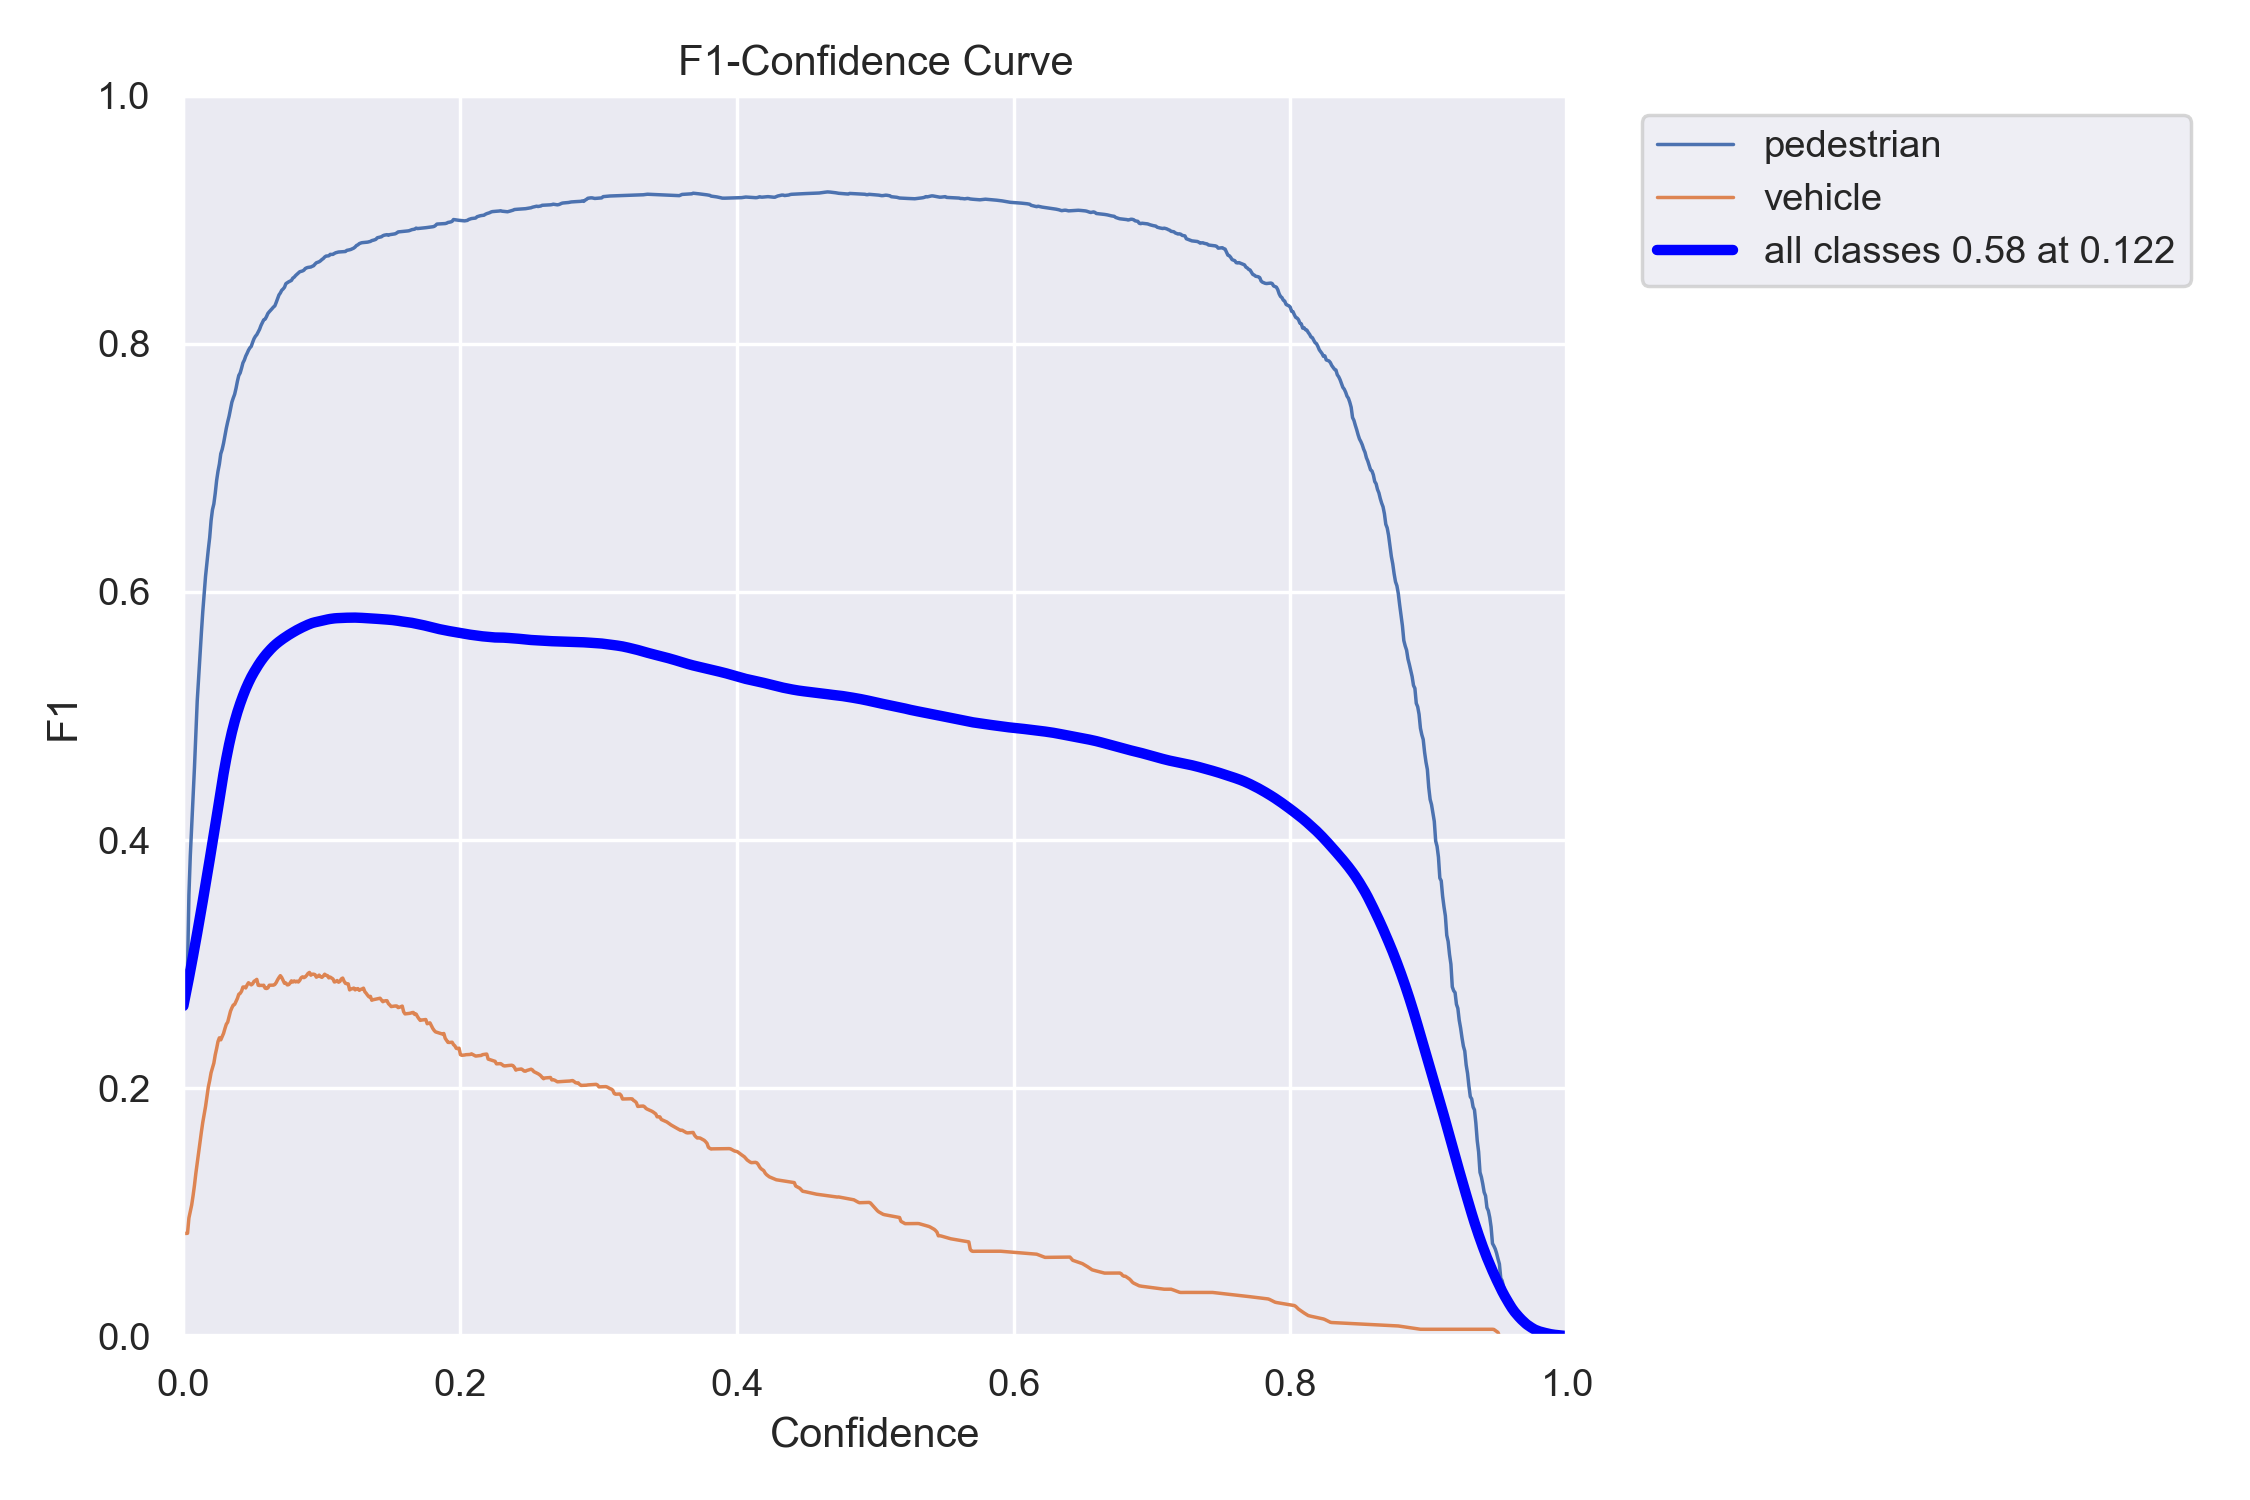 F1-Confidence Curve
pedestrian
vehicle
all classes 0.58 at 0.122
F1
1.0
0.8
0.6
0.4
0.2
0.0
0.0 0.2 0.4 0.6 0.8 1.0
Confidence